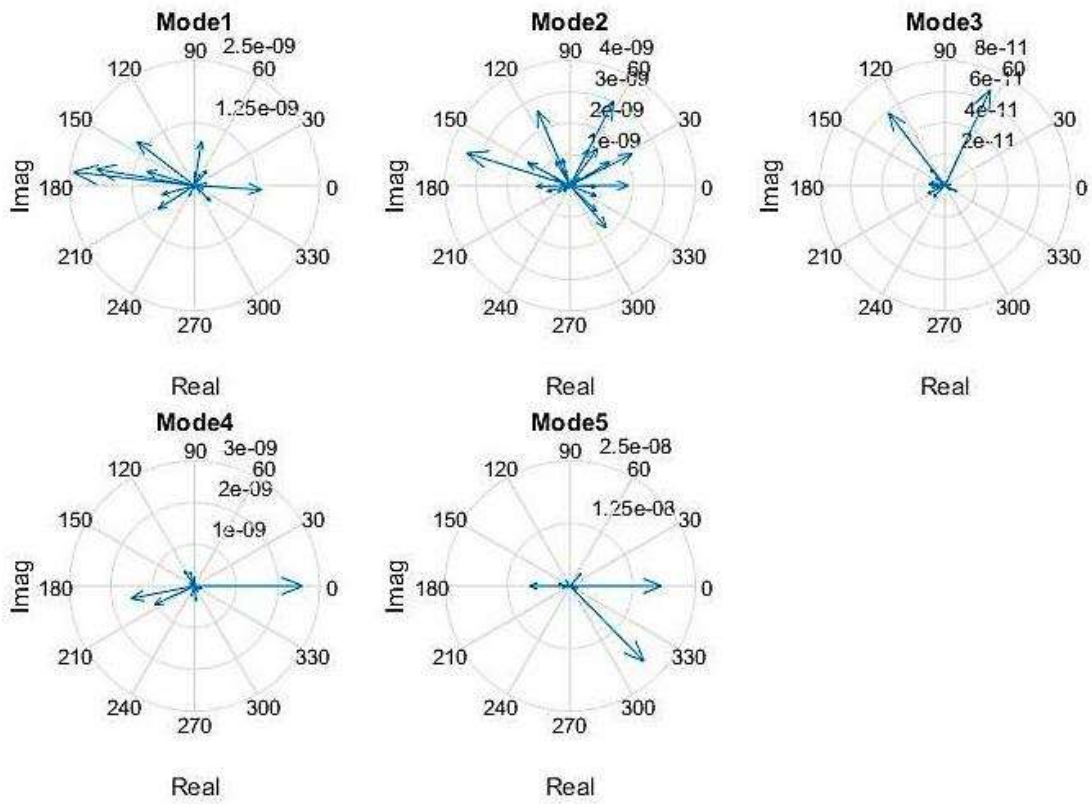 Mode1
Mode2
Mode3
90
2.5e-09
90
4e-09
90
8e-11
120
60
120
3e-09
60
120
6e-11
60
1.25e-09
2e-09
4e-11
150
30
150
1e-09
30
150
2e-11
30
Imag
180
0
Imag
180
0
Imag
180
0
210
330
210
330
210
330
240
300
240
300
240
300
270
270
270
Real
Real
Real
Mode4
Mode5
90
3e-09
90
2.5e-08
120
60
120
60
2e-09
1.25e-08
150
30
150
30
1e-09
Imag
180
0
Imag
180
0
210
330
210
330
240
300
240
300
270
270
Real
Real